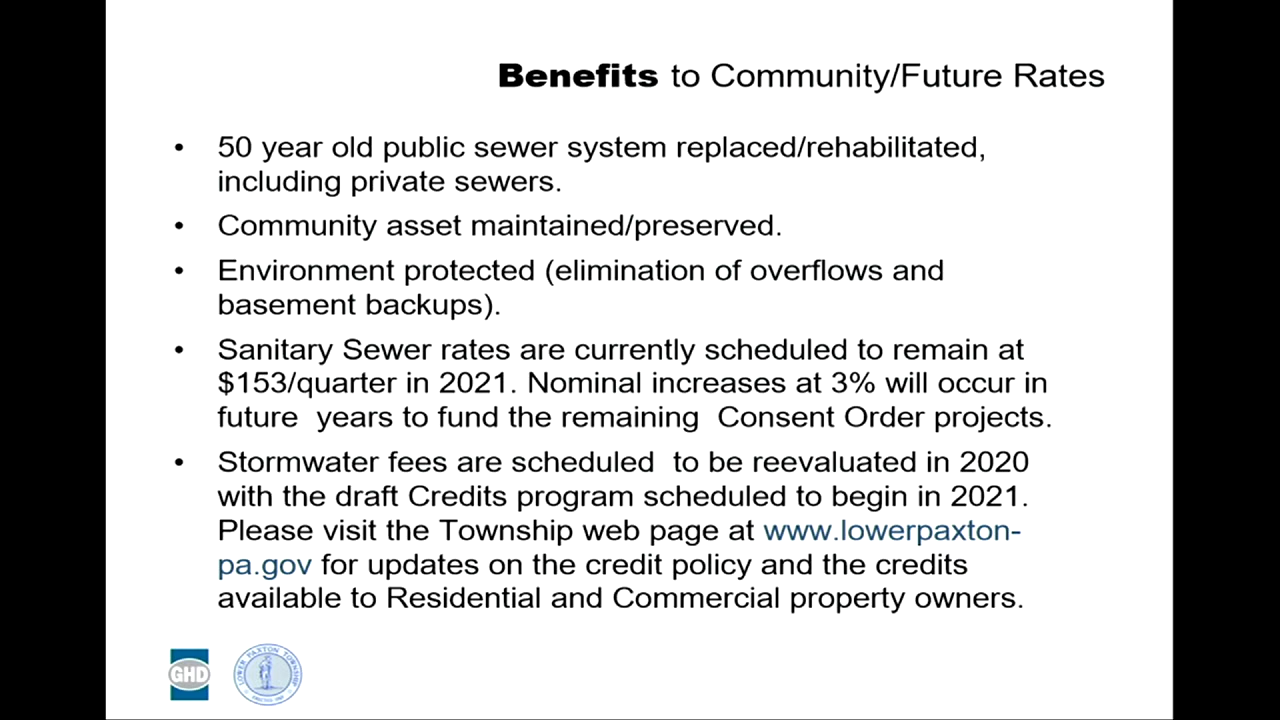 Benefits to Community/Future Rates
• 50 year old public sewer system replaced/rehabilitated,
including private sewers.
• Community asset maintained/preserved.
• Environment protected (elimination of overflows and
basement backups).
• Sanitary Sewer rates are currently scheduled to remain at
$153/quarter in 2021. Nominal increases at 3% will occur in
future  years to fund the remaining  Consent Order projects.
• Stormwater fees are scheduled  to be reevaluated in 2020
with the draft Credits program scheduled to begin in 2021.
Please visit the Township web page at www.lowerpaxton-
pa.gov for updates on the credit policy and the credits
available to Residential and Commercial property owners.
GHD
LOWER PAXTON TOWNSHIP